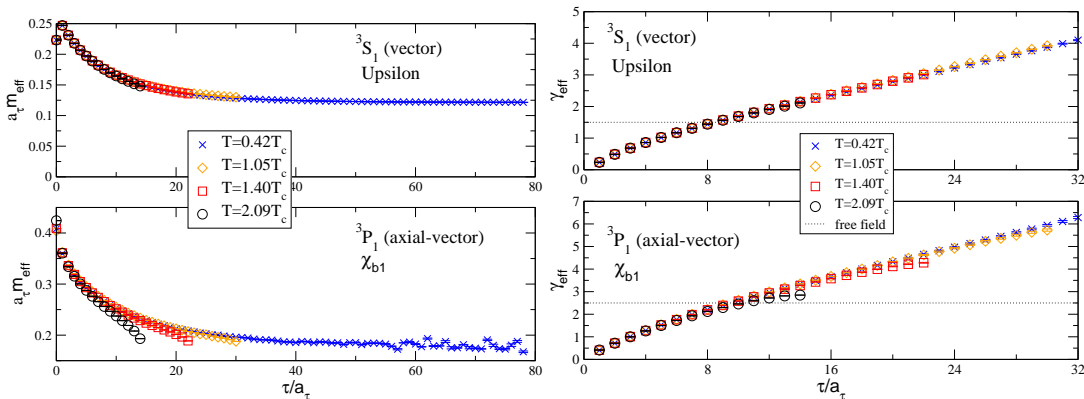 0.25
0.2
0.15
0.1
0.05
0
a_τ m_eff
³S₁ (vector)
Upsilon
0 20 40 60 80
T=0.42T_c
T=1.05T_c
T=1.40T_c
T=2.09T_c
0.4
0.3
0.2
a_τ m_eff
³P₁ (axial-vector)
χ_b1
0 20 40 60 80
τ/a_τ
5
4
3
2
1
0
γ_eff
³S₁ (vector)
Upsilon
0 8 16 24 32
T=0.42T_c
T=1.05T_c
T=1.40T_c
T=2.09T_c
free field
7
6
5
4
3
2
1
0
γ_eff
³P₁ (axial-vector)
χ_b1
0 8 16 24 32
τ/a_τ